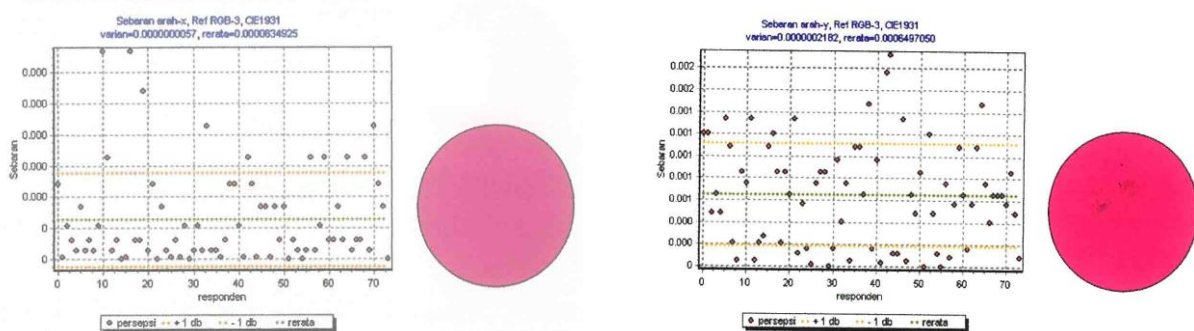 Sebaran arah-x, Ref RGB-3, CIE1931
varian=0.0000000057, rerata=0.0000634925
0.000
0.000
0.000
0.000
0.000
0
0
Sebaran
0 10 20 30 40 50 60 70
responden
persepsi +1 db -1 db rerata
Sebaran arah-y, Ref RGB-3, CIE1931
varian=0.0000002182, rerata=0.0006497050
0.002
0.002
0.001
0.001
0.001
0.001
0.000
0.000
0.000
Sebaran
0 10 20 30 40 50 60 70
responden
persepsi +1 db -1 db rerata